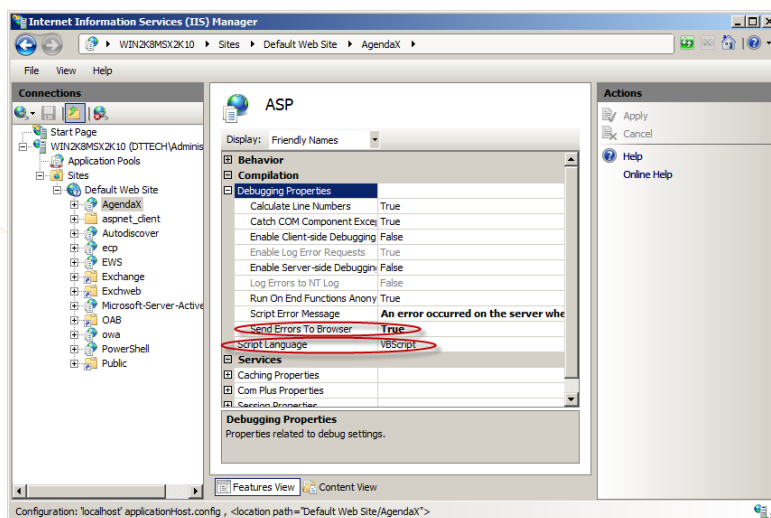 Internet Information Services (IIS) Manager
WIN2K8MSX2K10 Sites Default Web Site AgendaX
File View Help
Connections
Start Page
WIN2K8MSX2K10 (DTTECH\Adminis
Application Pools
Sites
Default Web Site
AgendaX
aspnet_client
Autodiscover
ecp
EWS
Exchange
Exchweb
Microsoft-Server-Active
OAB
owa
PowerShell
Public
ASP
Display: Friendly Names
Behavior
Compilation
Debugging Properties
Calculate Line Numbers True
Catch COM Component Excep True
Enable Client-side Debugging False
Enable Log Error Requests True
Enable Server-side Debugging False
Log Errors to NT Log False
Run On End Functions Anony True
Script Error Message An error occurred on the server whe
Send Errors To Browser True
Script Language VBScript
Services
Caching Properties
Com Plus Properties
Session Properties
Debugging Properties
Properties related to debug settings.
Features View Content View
Actions
Apply
Cancel
Help
Online Help
Configuration: 'localhost' applicationHost.config , <location path="Default Web Site/AgendaX">